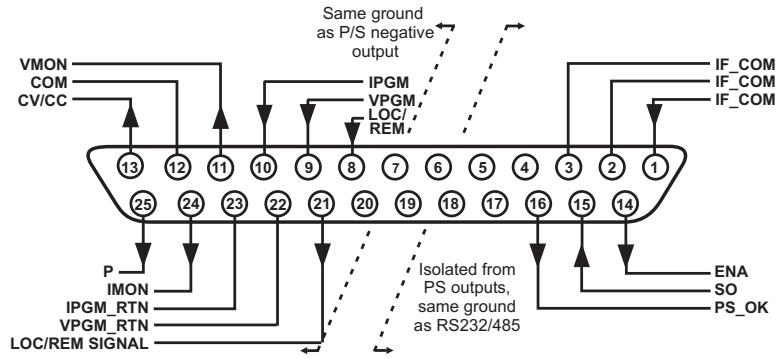 Same ground
as P/S negative
output
VMON
COM
CV/CC
IPGM
VPGM
LOC/
REM
IF_COM
IF_COM
IF_COM
13 12 11 10 9 8 7 6 5 4 3 2 1
25 24 23 22 21 20 19 18 17 16 15 14
P
IMON
IPGM_RTN
VPGM_RTN
LOC/REM SIGNAL
Isolated from
PS outputs,
same ground
as RS232/485
ENA
SO
PS_OK